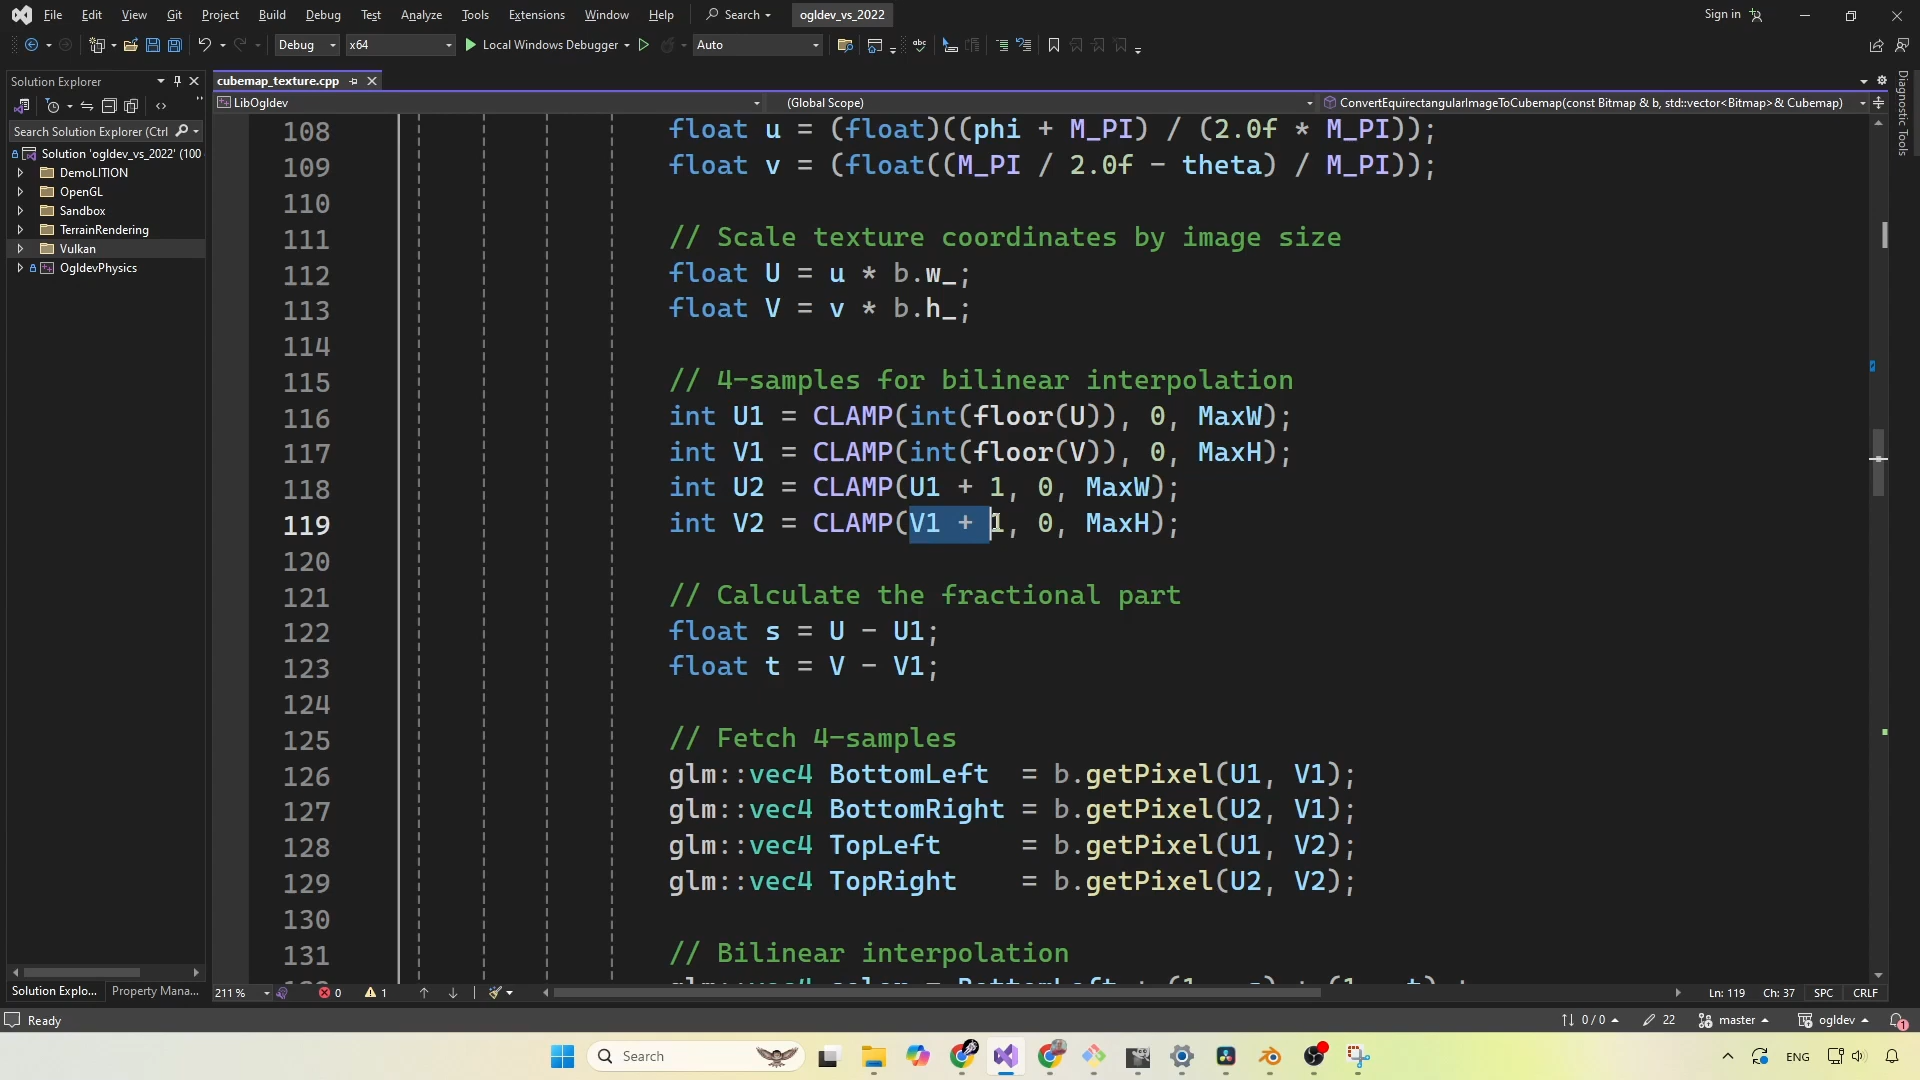 File Edit View Git Project Build Debug Test Analyze Tools Extensions Window Help Search ogldev_vs_2022 Sign in
Debug x64 Local Windows Debugger Auto
Solution Explorer
cubemap_texture.cpp
LibOgldev (Global Scope) ConvertEquirectangularImageToCubemap(const Bitmap & b, std::vector<Bitmap>& Cubemap)
Search Solution Explorer (Ctrl
Solution 'ogldev_vs_2022' (100
DemoLITION
OpenGL
Sandbox
TerrainRendering
Vulkan
OgldevPhysics
Diagnostic Tools
108 float u = (float)((phi + M_PI) / (2.0f * M_PI));
109 float v = (float((M_PI / 2.0f - theta) / M_PI));
110
111 // Scale texture coordinates by image size
112 float U = u * b.w_;
113 float V = v * b.h_;
114
115 // 4-samples for bilinear interpolation
116 int U1 = CLAMP(int(floor(U)), 0, MaxW);
117 int V1 = CLAMP(int(floor(V)), 0, MaxH);
118 int U2 = CLAMP(U1 + 1, 0, MaxW);
119 int V2 = CLAMP(V1 + 1, 0, MaxH);
120
121 // Calculate the fractional part
122 float s = U - U1;
123 float t = V - V1;
124
125 // Fetch 4-samples
126 glm::vec4 BottomLeft = b.getPixel(U1, V1);
127 glm::vec4 BottomRight = b.getPixel(U2, V1);
128 glm::vec4 TopLeft = b.getPixel(U1, V2);
129 glm::vec4 TopRight = b.getPixel(U2, V2);
130
131 // Bilinear interpolation
Solution Explo... Property Mana... 211 % 0 1 Ln: 119 Ch: 37 SPC CRLF
Ready 0 / 0 22 master ogldev 1
Search ENG